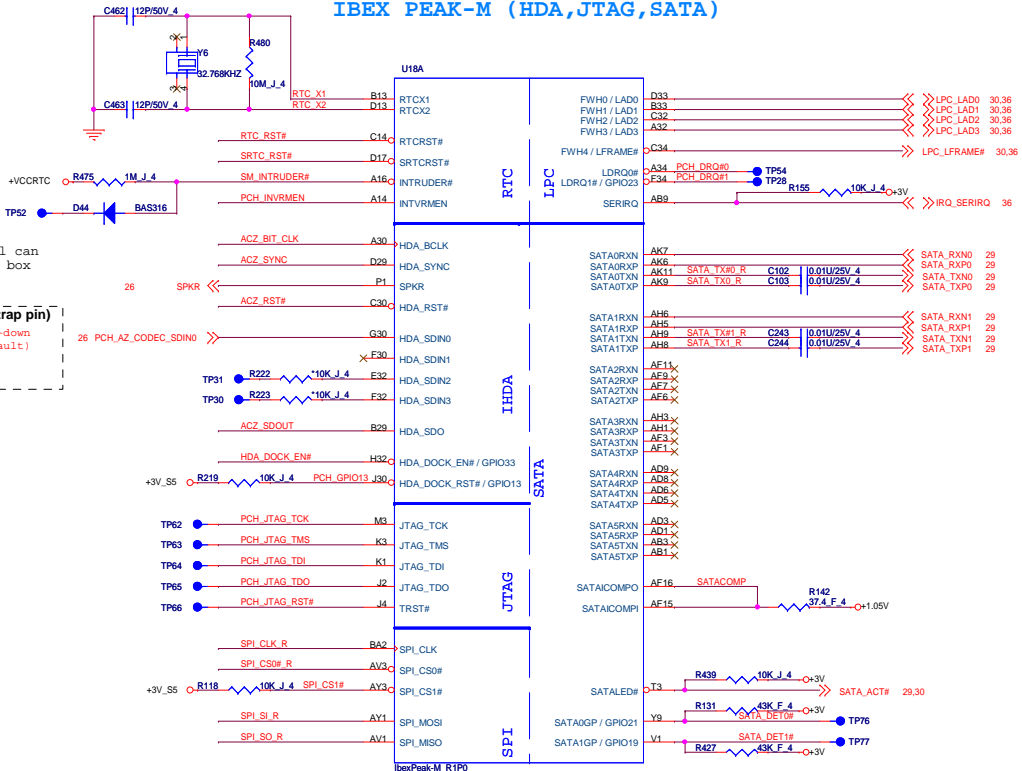 IBEX PEAK-M (HDA,JTAG,SATA)
C462 12P/50V_4
2 1
Y6
32.768KHZ
3 4
R480
10M_J_4
C463 12P/50V_4
U18A
RTC_X1 B13 RTCX1
RTC_X2 D13 RTCX2
RTC_RST# C14 RTCRST#
SRTC_RST# D17 SRTCRST#
+VCCRTC R475 1M_J_4 SM_INTRUDER# A16 INTRUDER#
PCH_INVRMEN A14 INTVRMEN
TP52 D44 BAS316
RTC
LPC
FWH0 / LAD0 D33 LPC_LAD0 30,36
FWH1 / LAD1 B33 LPC_LAD1 30,36
FWH2 / LAD2 C32 LPC_LAD2 30,36
FWH3 / LAD3 A32 LPC_LAD3 30,36
FWH4 / LFRAME# C34 LPC_LFRAME# 30,36
LDRQ0# A34 PCH_DRQ#0 TP54
LDRQ1# / GPIO23 F34 PCH_DRQ#1 TP28
R155 10K_J_4 +3V
SERIRQ AB9 IRQ_SERIRQ 36
l can
box
rap pin)
-down
ault)
ACZ_BIT_CLK A30 HDA_BCLK
ACZ_SYNC D29 HDA_SYNC
26 SPKR P1 SPKR
ACZ_RST# C30 HDA_RST#
26 PCH_AZ_CODEC_SDIN0 G30 HDA_SDIN0
F30 HDA_SDIN1
TP31 R222 *10K_J_4 E32 HDA_SDIN2
TP30 R223 *10K_J_4 F32 HDA_SDIN3
ACZ_SDOUT B29 HDA_SDO
HDA_DOCK_EN# H32 HDA_DOCK_EN# / GPIO33
+3V_S5 R219 10K_J_4 PCH_GPIO13 J30 HDA_DOCK_RST# / GPIO13
IHDA
SATA
SATA0RXN AK7 SATA_RXN0 29
SATA0RXP AK6 SATA_RXP0 29
SATA0TXN AK11 SATA_TX#0_R C102 0.01U/25V_4 SATA_TXN0 29
SATA0TXP AK9 SATA_TX0_R C103 0.01U/25V_4 SATA_TXP0 29
SATA1RXN AH6 SATA_RXN1 29
SATA1RXP AH5 SATA_RXP1 29
SATA1TXN AH9 SATA_TX#1_R C243 0.01U/25V_4 SATA_TXN1 29
SATA1TXP AH8 SATA_TX1_R C244 0.01U/25V_4 SATA_TXP1 29
SATA2RXN AF11
SATA2RXP AF9
SATA2TXN AF7
SATA2TXP AF6
SATA3RXN AH3
SATA3RXP AH1
SATA3TXN AF3
SATA3TXP AF1
SATA4RXN AD9
SATA4RXP AD8
SATA4TXN AD6
SATA4TXP AD5
SATA5RXN AD3
SATA5RXP AD1
SATA5TXN AB3
SATA5TXP AB1
TP62 PCH_JTAG_TCK M3 JTAG_TCK
TP63 PCH_JTAG_TMS K3 JTAG_TMS
TP64 PCH_JTAG_TDI K1 JTAG_TDI
TP65 PCH_JTAG_TDO J2 JTAG_TDO
TP66 PCH_JTAG_RST# J4 TRST#
JTAG
SATAICOMPO AF16 SATACOMP
SATAICOMPI AF15 R142 37.4_F_4 +1.05V
SPI_CLK_R BA2 SPI_CLK
SPI_CS0#_R AV3 SPI_CS0#
+3V_S5 R118 10K_J_4 SPI_CS1# AY3 SPI_CS1#
SPI_SI_R AY1 SPI_MOSI
SPI_SO_R AV1 SPI_MISO
SPI
R439 10K_J_4 +3V
SATALED# T3 SATA_ACT# 29,30
R131 43K_F_4 +3V
SATA0GP / GPIO21 Y9 SATA_DET0# TP76
SATA1GP / GPIO19 V1 SATA_DET1# TP77
R427 43K_F_4 +3V
IbexPeak-M_R1P0